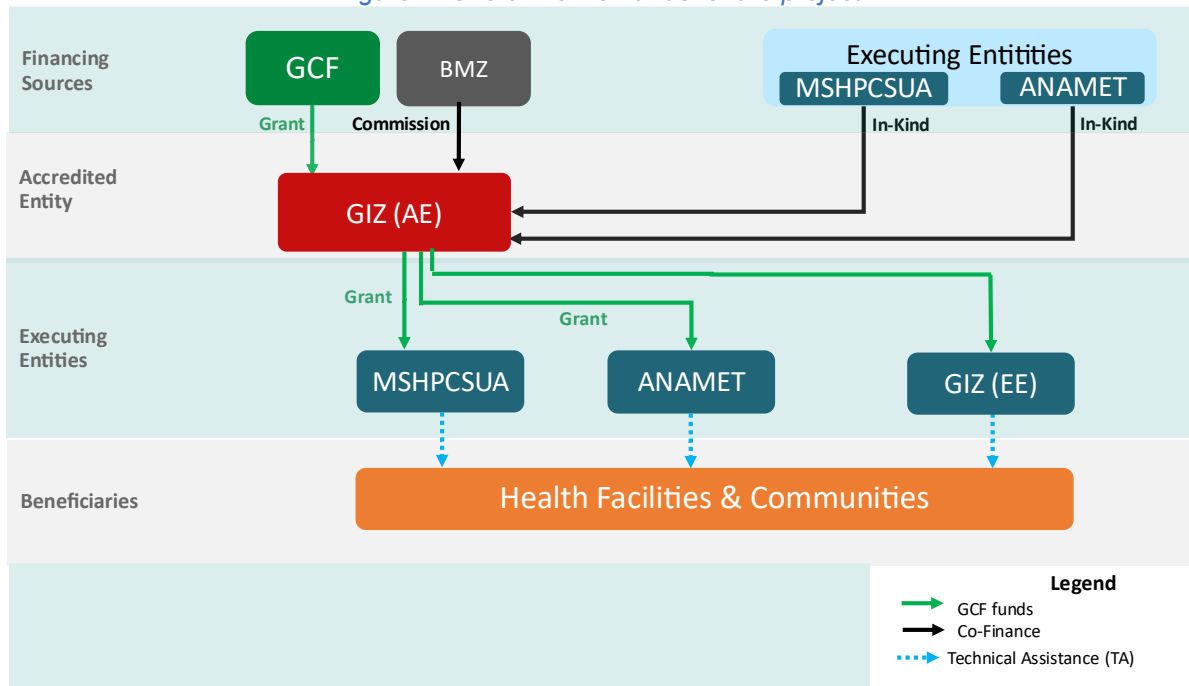 Financing
Sources
GCF
BMZ
Executing Entitities
MSHPCSUA
ANAMET
Grant
Commission
In-Kind
In-Kind
Accredited
Entity
GIZ (AE)
Grant
Grant
Executing
Entities
MSHPCSUA
ANAMET
GIZ (EE)
Beneficiaries
Health Facilities & Communities
Legend
GCF funds
Co-Finance
Technical Assistance (TA)